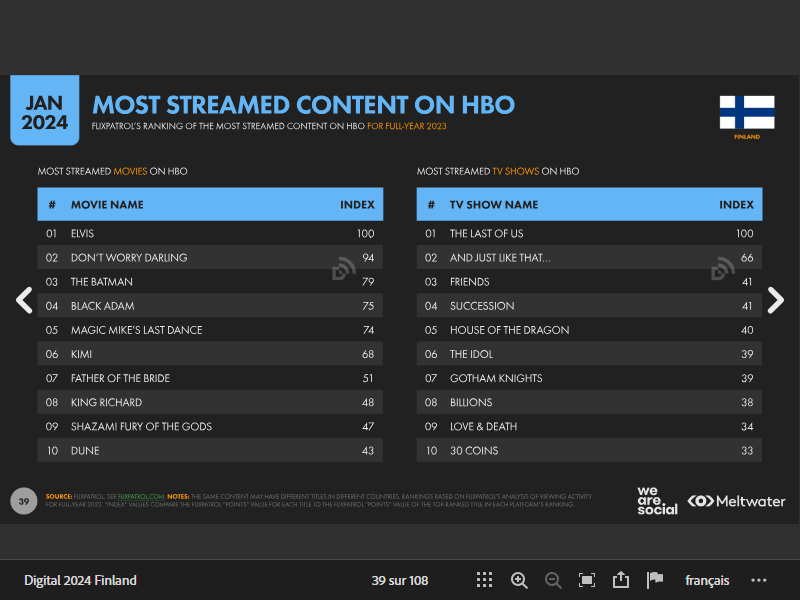 JAN
2024
MOST STREAMED CONTENT ON HBO
FLIXPATROL'S RANKING OF THE MOST STREAMED CONTENT ON HBO FOR FULL-YEAR 2023
FINLAND
MOST STREAMED MOVIES ON HBO
# MOVIE NAME INDEX
01 ELVIS 100
02 DON'T WORRY DARLING 94
03 THE BATMAN 79
04 BLACK ADAM 75
05 MAGIC MIKE'S LAST DANCE 74
06 KIMI 68
07 FATHER OF THE BRIDE 51
08 KING RICHARD 48
09 SHAZAM! FURY OF THE GODS 47
10 DUNE 43
MOST STREAMED TV SHOWS ON HBO
# TV SHOW NAME INDEX
01 THE LAST OF US 100
02 AND JUST LIKE THAT... 66
03 FRIENDS 41
04 SUCCESSION 41
05 HOUSE OF THE DRAGON 40
06 THE IDOL 39
07 GOTHAM KNIGHTS 39
08 BILLIONS 38
09 LOVE & DEATH 34
10 30 COINS 33
39
SOURCE: FLIXPATROL. SEE FLIXPATROL.COM. NOTES: THE SAME CONTENT MAY HAVE DIFFERENT TITLES IN DIFFERENT COUNTRIES. RANKINGS BASED ON FLIXPATROL'S ANALYSIS OF VIEWING ACTIVITY
FOR FULL-YEAR 2023. "INDEX" VALUES COMPARE THE FLIXPATROL "POINTS" VALUE FOR EACH TITLE TO THE FLIXPATROL "POINTS" VALUE OF THE TOP-RANKED TITLE IN EACH PLATFORM'S RANKING.
we
are
social
Meltwater
Digital 2024 Finland
39 sur 108
français